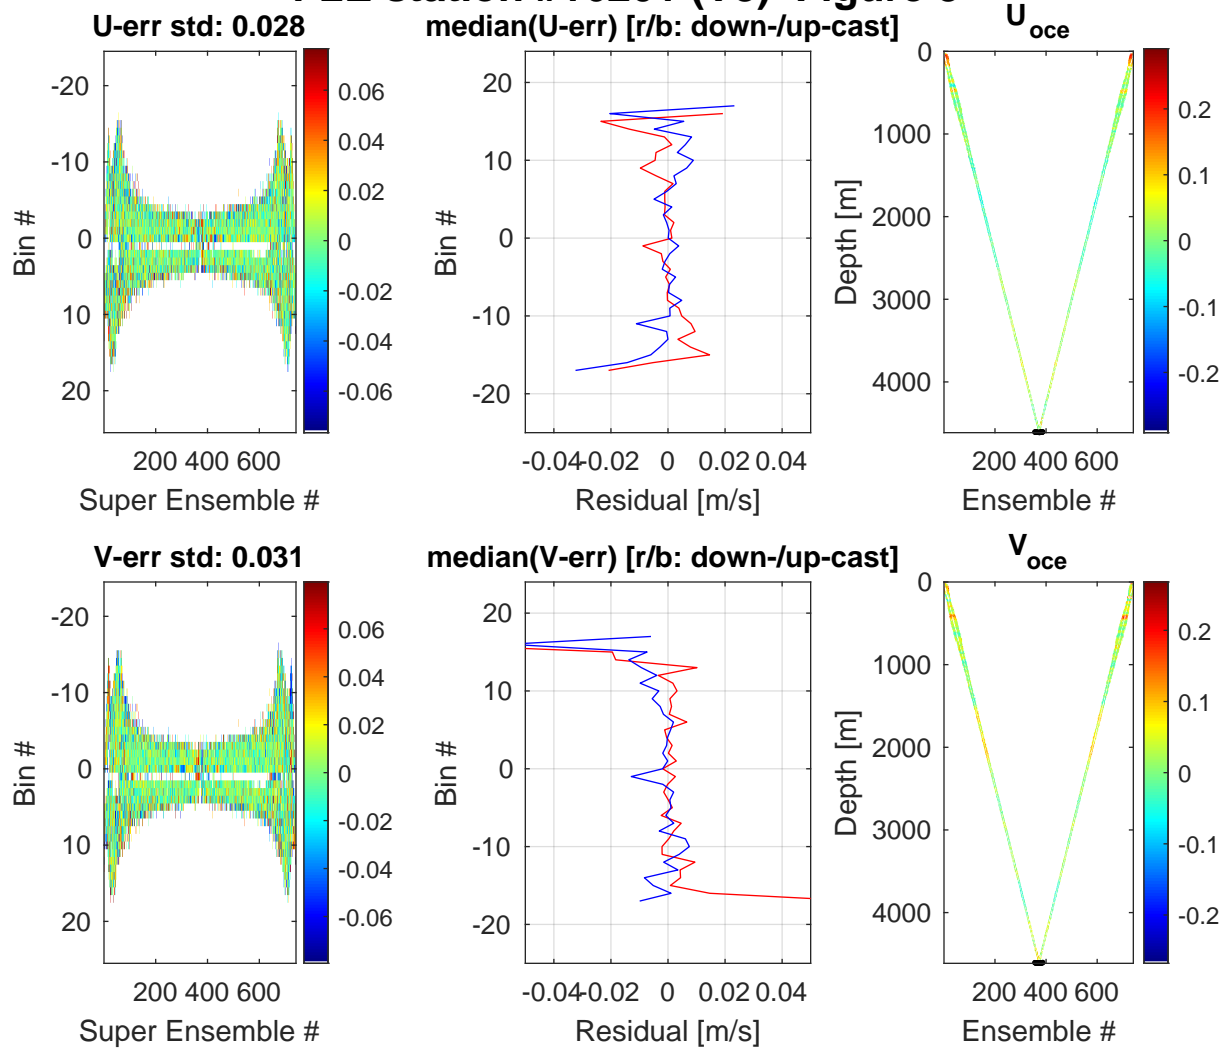 U-err std: 0.028
median(U-err) [r/b: down-/up-cast]
U_oce
-20
-10
0
10
20
Bin #
200 400 600
Super Ensemble #
0.06
0.04
0.02
0
-0.02
-0.04
-0.06
20
10
0
-10
-20
Bin #
-0.04 -0.02 0 0.02 0.04
Residual [m/s]
0
1000
2000
3000
4000
Depth [m]
200 400 600
Ensemble #
0.2
0.1
0
-0.1
-0.2
V-err std: 0.031
median(V-err) [r/b: down-/up-cast]
V_oce
-20
-10
0
10
20
Bin #
200 400 600
Super Ensemble #
0.06
0.04
0.02
0
-0.02
-0.04
-0.06
20
10
0
-10
-20
Bin #
-0.04 -0.02 0 0.02 0.04
Residual [m/s]
0
1000
2000
3000
4000
Depth [m]
200 400 600
Ensemble #
0.2
0.1
0
-0.1
-0.2